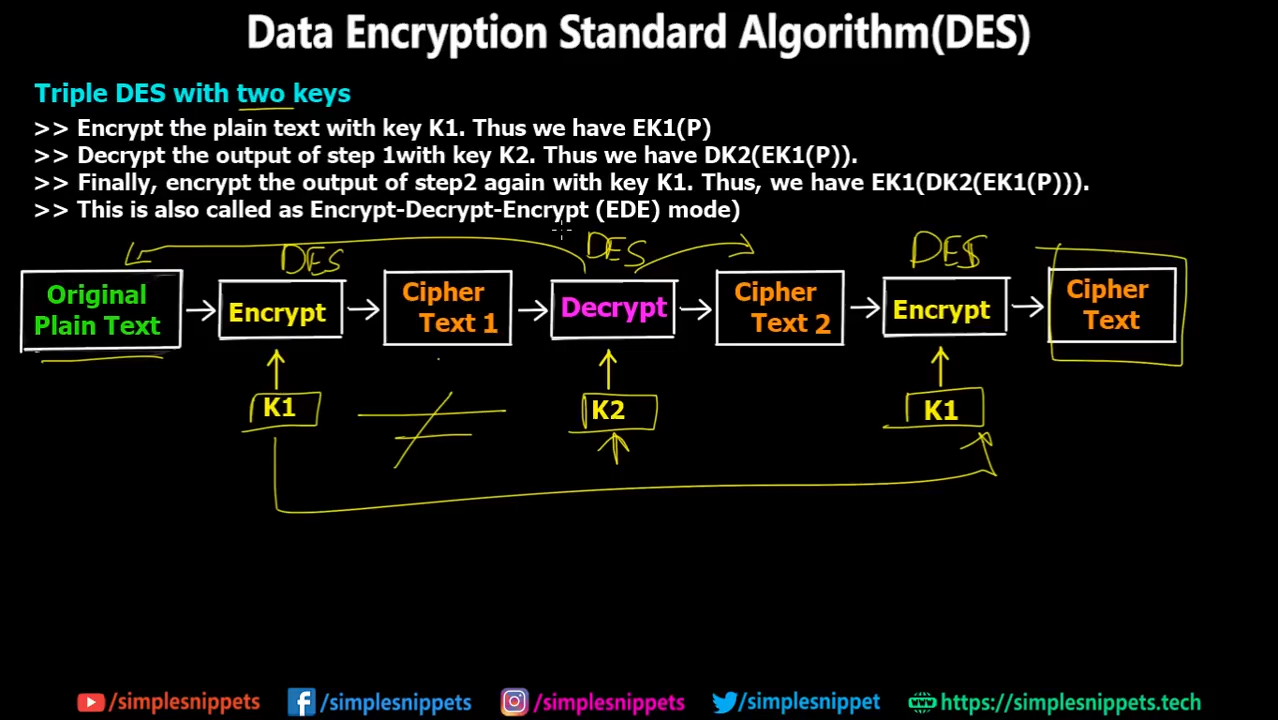 Data Encryption Standard Algorithm(DES)
Triple DES with two keys
>> Encrypt the plain text with key K1. Thus we have EK1(P)
>> Decrypt the output of step 1with key K2. Thus we have DK2(EK1(P)).
>> Finally, encrypt the output of step2 again with key K1. Thus, we have EK1(DK2(EK1(P))).
>> This is also called as Encrypt-Decrypt-Encrypt (EDE) mode)
DES
DES
DES
Original
Plain Text
Encrypt
Cipher
Text 1
Decrypt
Cipher
Text 2
Encrypt
Cipher
Text
K1
K2
K1
/simplesnippets
/simplesnippets
/simplesnippets
/simplesnippet
https://simplesnippets.tech